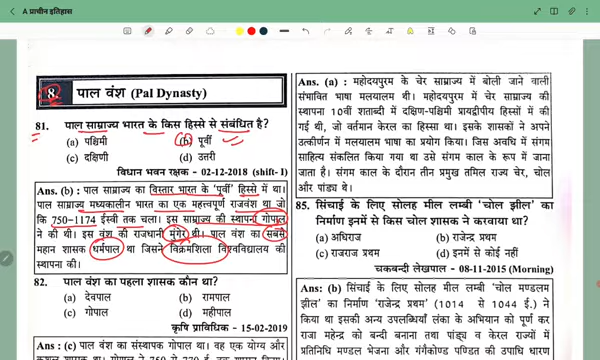 A प्राचीन इतिहास
8. पाल वंश (Pal Dynasty)
81. पाल साम्राज्य भारत के किस हिस्से से संबंधित है?
(a) पश्चिमी (b) पूर्वी
(c) दक्षिणी (d) उतरी
विधान भवन रक्षक - 02-12-2018 (shift- I)
Ans. (b) : पाल साम्राज्य का विस्तार भारत के 'पूर्वी' हिस्से में था।
पाल साम्राज्य मध्यकालीन भारत का एक महत्वपूर्ण राजवंश था जो
कि 750-1174 ईस्वी तक चला। इस साम्राज्य की स्थापना गोपाल
ने की थी। इस वंश की राजधानी मुंगेर थी। पाल वंश का सबसे
महान शासक धर्मपाल था जिसने विक्रमशिला विश्वविद्यालय की
स्थापना की।
82. पाल वंश का पहला शासक कौन था?
(a) देवपाल (b) रामपाल
(c) गोपाल (d) महीपाल
कृषि प्राविधिक - 15-02-2019
Ans : (c) पाल वंश का संस्थापक गोपाल था। वह एक योग्य और
Ans. (a) : महोदयपुरम के चेर साम्राज्य में बोली जाने वाली
संभावित भाषा मलयालम थी। महोदयपुरम में चेर साम्राज्य की
स्थापना 10वीं शताब्दी में दक्षिण-पश्चिमी प्रायद्वीपीय हिस्सों में की
गई थी, जो वर्तमान केरल का हिस्सा था। इसके शासकों ने अपने
उत्कीर्णन में मलयालम भाषा का प्रयोग किया। जिस अवधि में संगम
साहित्य संकलित किया गया था उसे संगम काल के रूप में जाना
जाता है। संगम काल के दौरान तीन प्रमुख तमिल राज्य चेर, चोल
और पांड्य थे।
85. सिंचाई के लिए सोलह मील लम्बी 'चोल झील' का
निर्माण इनमें से किस चोल शासक ने करवाया था?
(a) अधिराज (b) राजेन्द्र प्रथम
(c) राजराज प्रथम (d) इनमें से कोई नहीं
चकबन्दी लेखपाल - 08-11-2015 (Morning)
Ans: (b) सिंचाई के लिए सोलह मील लम्बी 'चोल मण्डलम
झील' का निर्माण 'राजेन्द्र प्रथम' (1014 से 1044 ई.) ने
किया था इसकी अन्य उपलब्धियां लंका के अभियान को पूर्ण कर
राजा महेन्द्र को बन्दी बनाना तथा पांड्य व केरल राज्यों में
प्रतिनिधि मण्डल भेजना और गंगैकोण्ड पण्डित की उपाधि धारण